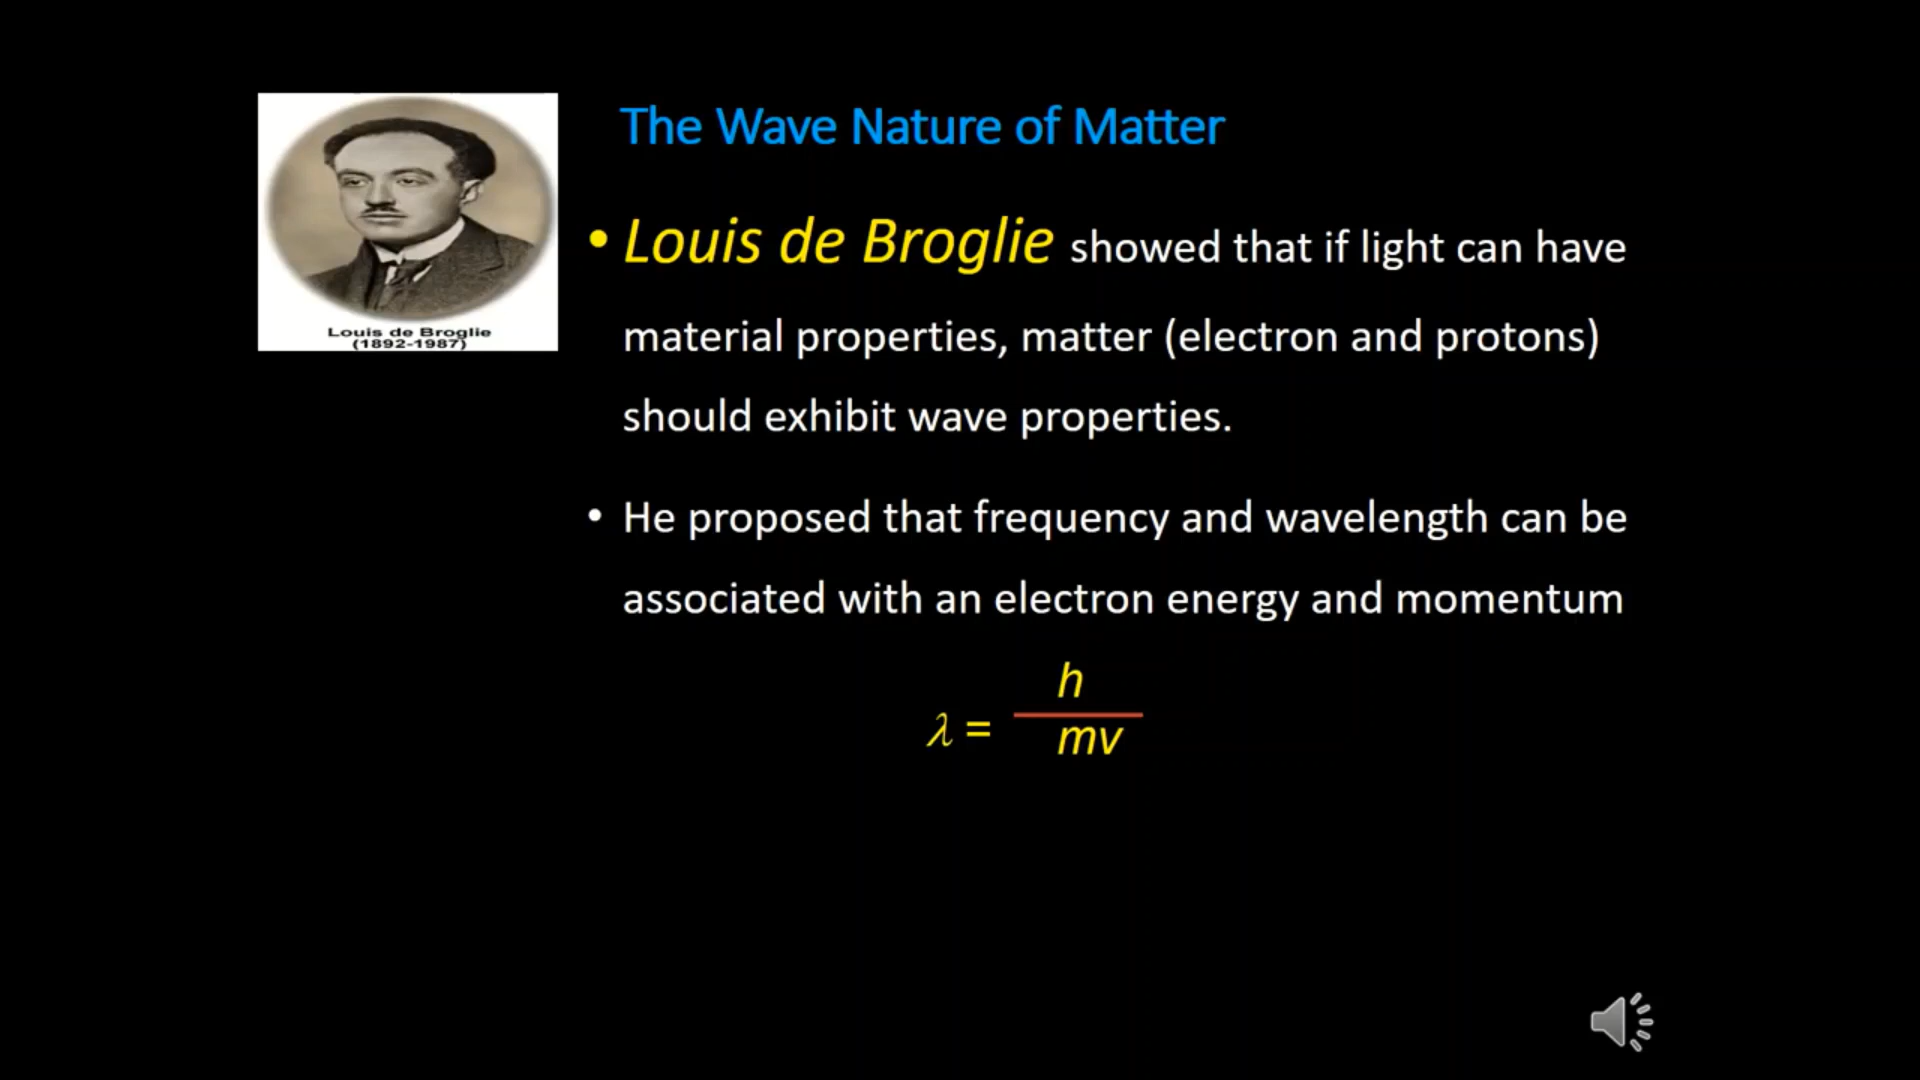 The Wave Nature of Matter
• Louis de Broglie showed that if light can have
material properties, matter (electron and protons)
should exhibit wave properties.
• He proposed that frequency and wavelength can be
associated with an electron energy and momentum
λ = h
mv
Louis de Broglie
(1892-1987)